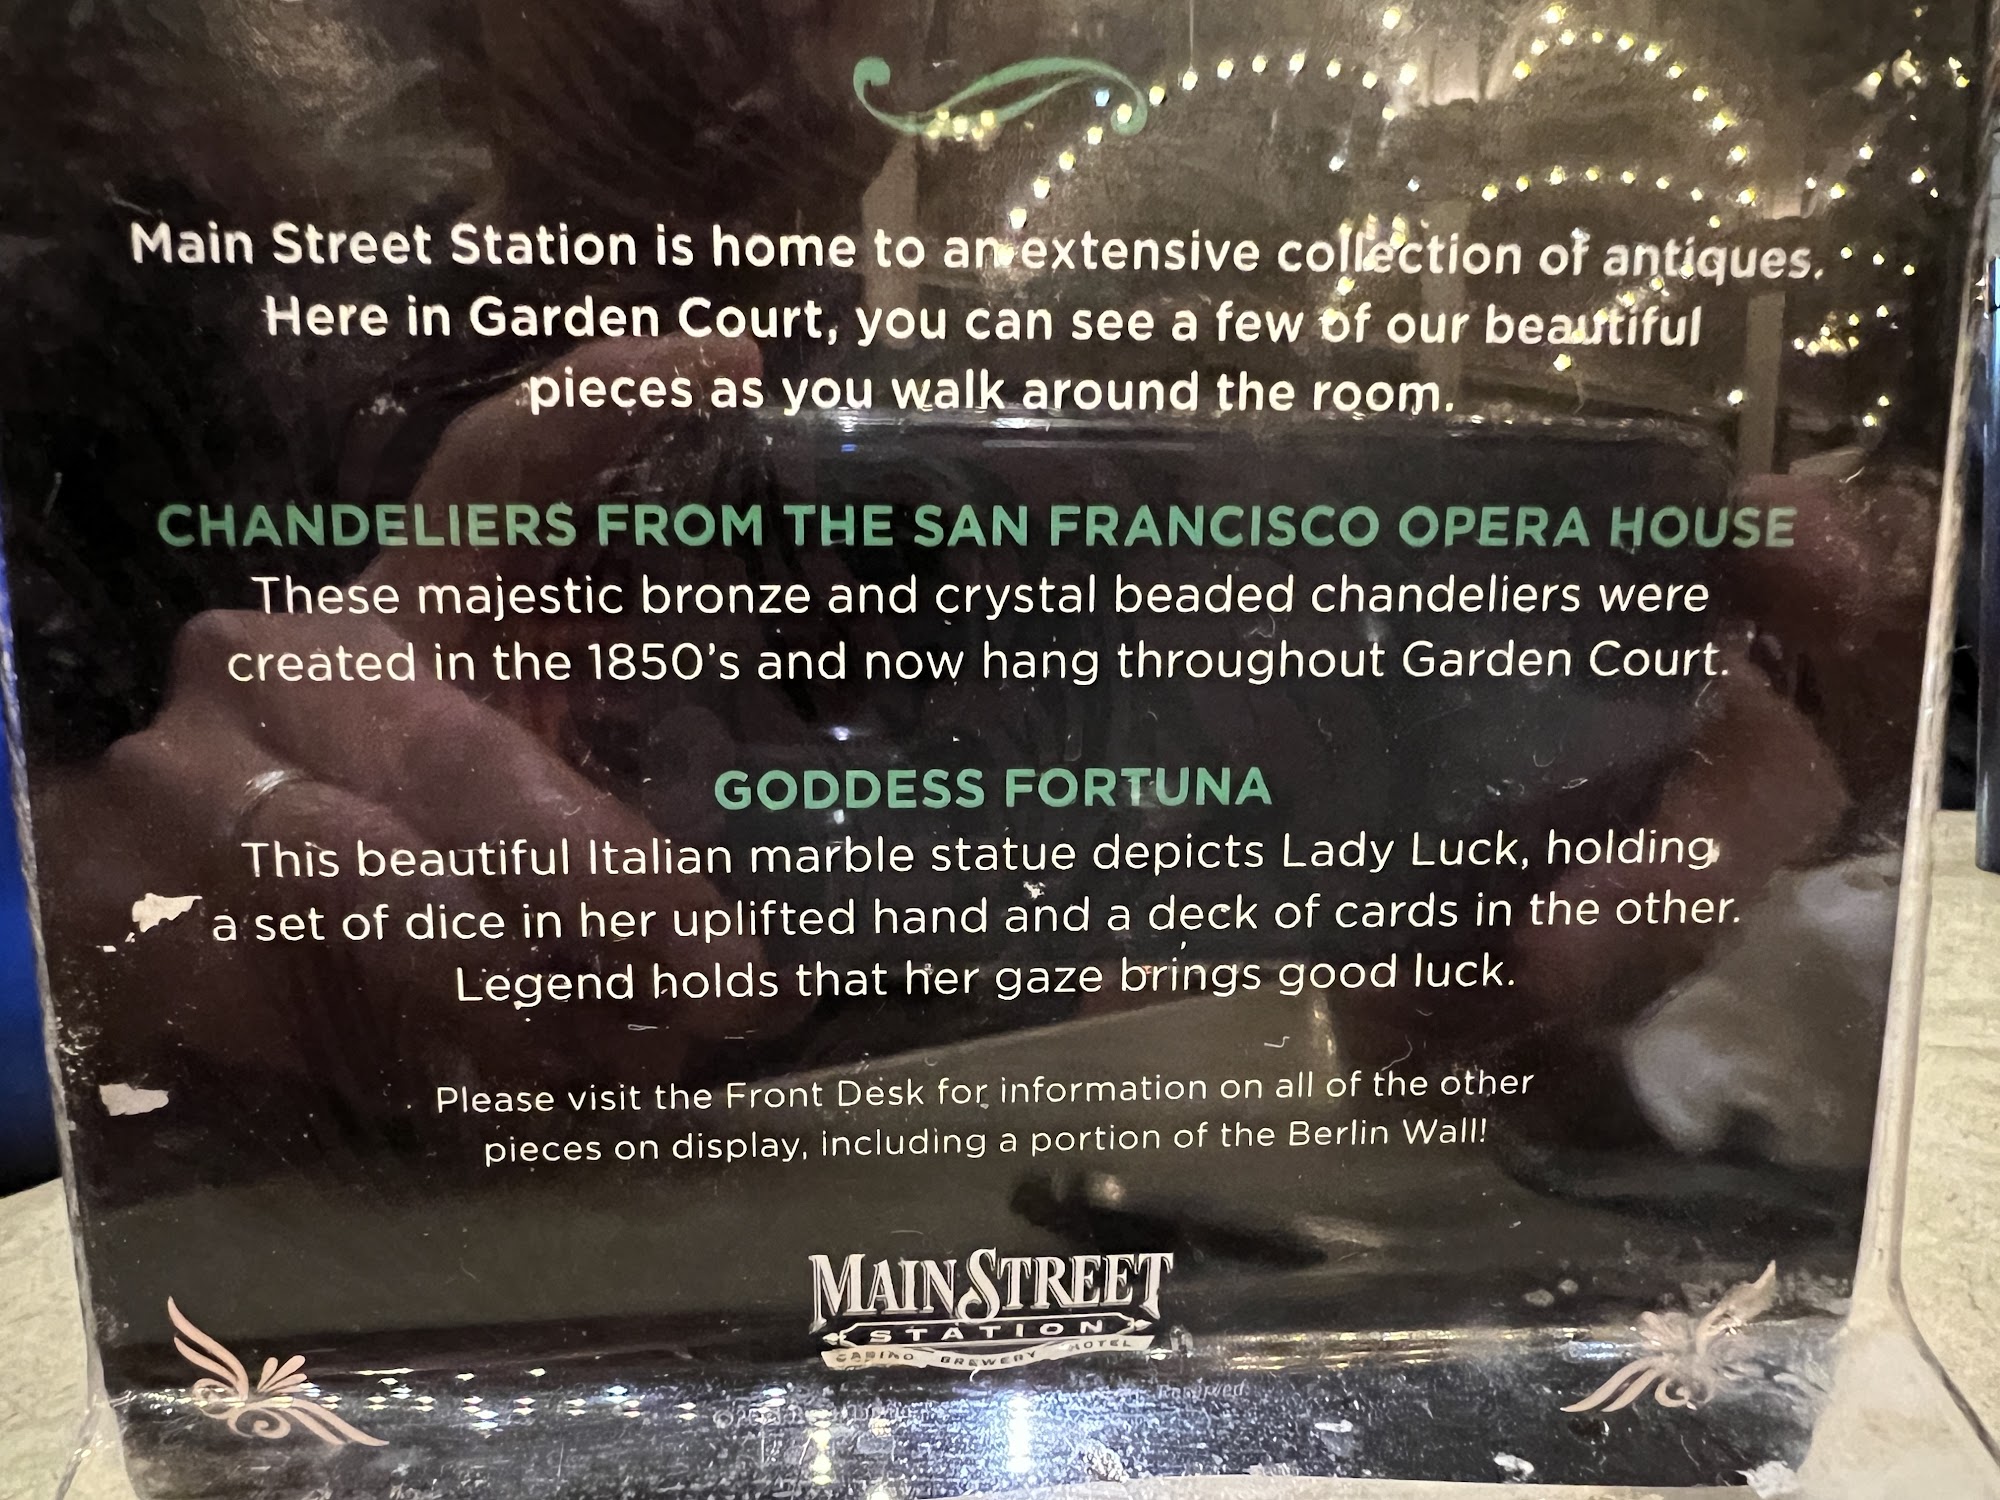 Main Street Station is home to an extensive collection of antiques.
Here in Garden Court, you can see a few of our beautiful
pieces as you walk around the room.
CHANDELIERS FROM THE SAN FRANCISCO OPERA HOUSE
These majestic bronze and crystal beaded chandeliers were
created in the 1850's and now hang throughout Garden Court.
GODDESS FORTUNA
This beautiful Italian marble statue depicts Lady Luck, holding
a set of dice in her uplifted hand and a deck of cards in the other.
Legend holds that her gaze brings good luck.
Please visit the Front Desk for information on all of the other
pieces on display, including a portion of the Berlin Wall!
MAIN STREET
STATION
CASINO BREWERY HOTEL
Reserved.